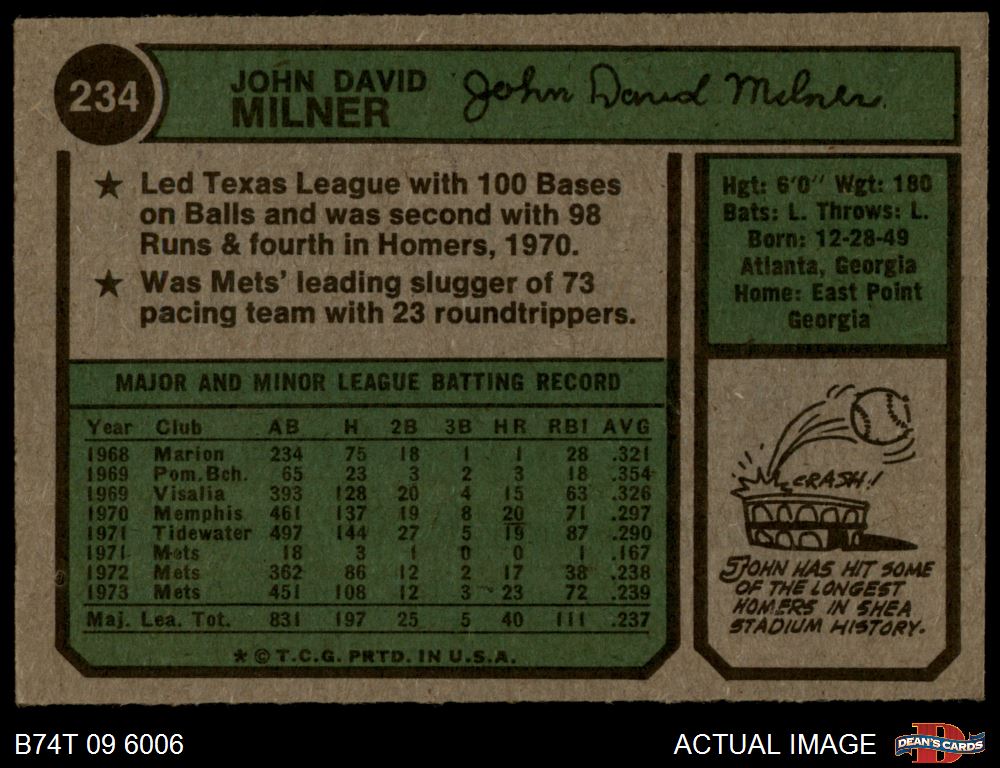 234
JOHN DAVID
MILNER
John David Milner
★ Led Texas League with 100 Bases
on Balls and was second with 98
Runs & fourth in Homers, 1970.
★ Was Mets' leading slugger of 73
pacing team with 23 roundtrippers.
Hgt: 6'0" Wgt: 180
Bats: L. Throws: L.
Born: 12-28-49
Atlanta, Georgia
Home: East Point
Georgia
MAJOR AND MINOR LEAGUE BATTING RECORD
Year Club AB H 2B 3B HR RBI AVG
1968 Marion 234 75 18 1 1 28 .321
1969 Pom.Bch. 65 23 3 2 3 18 .354
1969 Visalia 393 128 20 4 15 63 .326
1970 Memphis 461 137 19 8 20 71 .297
1971 Tidewater 497 144 27 5 19 87 .290
1971 Mets 18 3 1 0 0 1 .167
1972 Mets 362 86 12 2 17 38 .238
1973 Mets 451 108 12 3 23 72 .239
Maj. Lea. Tot. 831 197 25 5 40 111 .237
* © T.C.G. PRTD. IN U.S.A.
CRASH!
JOHN HAS HIT SOME
OF THE LONGEST
HOMERS IN SHEA
STADIUM HISTORY.
B74T 09 6006
ACTUAL IMAGE
D
DEAN'S CARDS